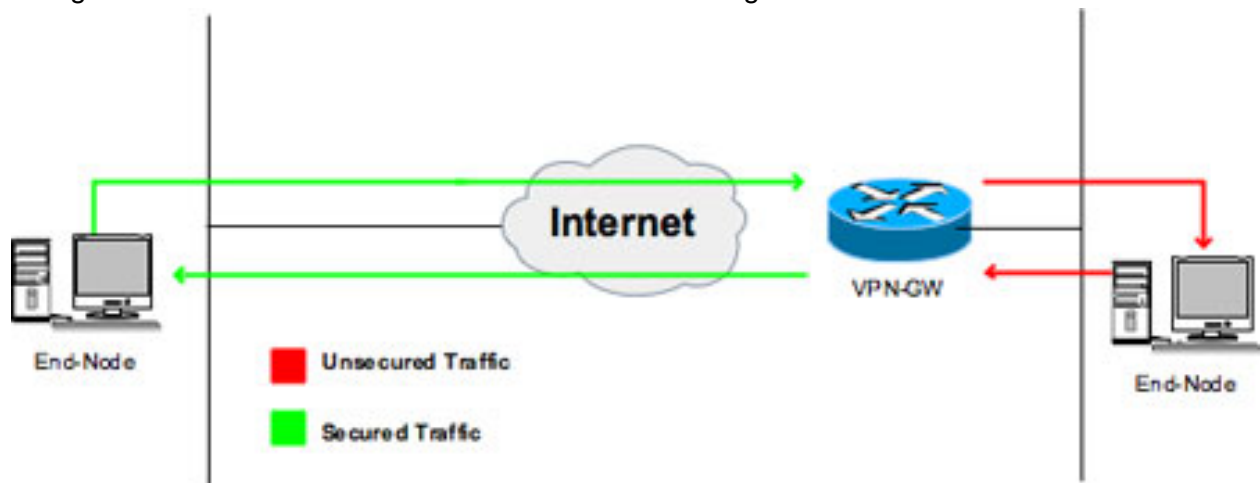 Internet
VPN-GW
End-Node
Unsecured Traffic
End-Node
Secured Traffic